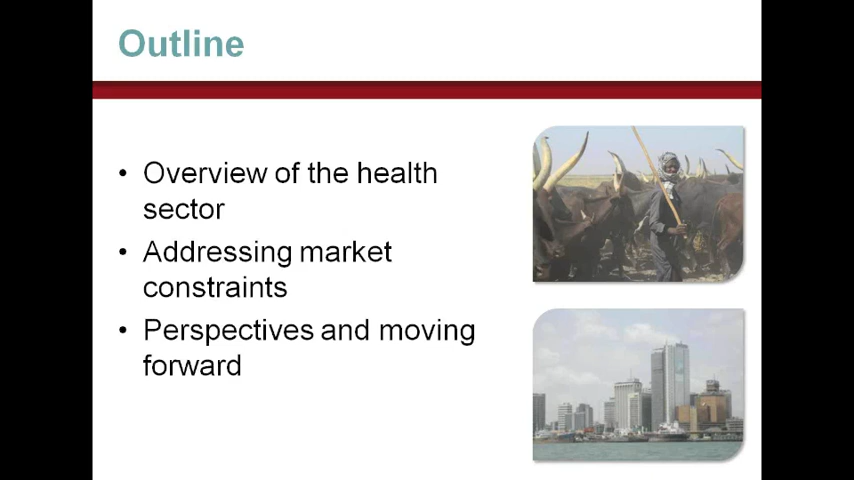 Outline
• Overview of the health
sector
• Addressing market
constraints
• Perspectives and moving
forward